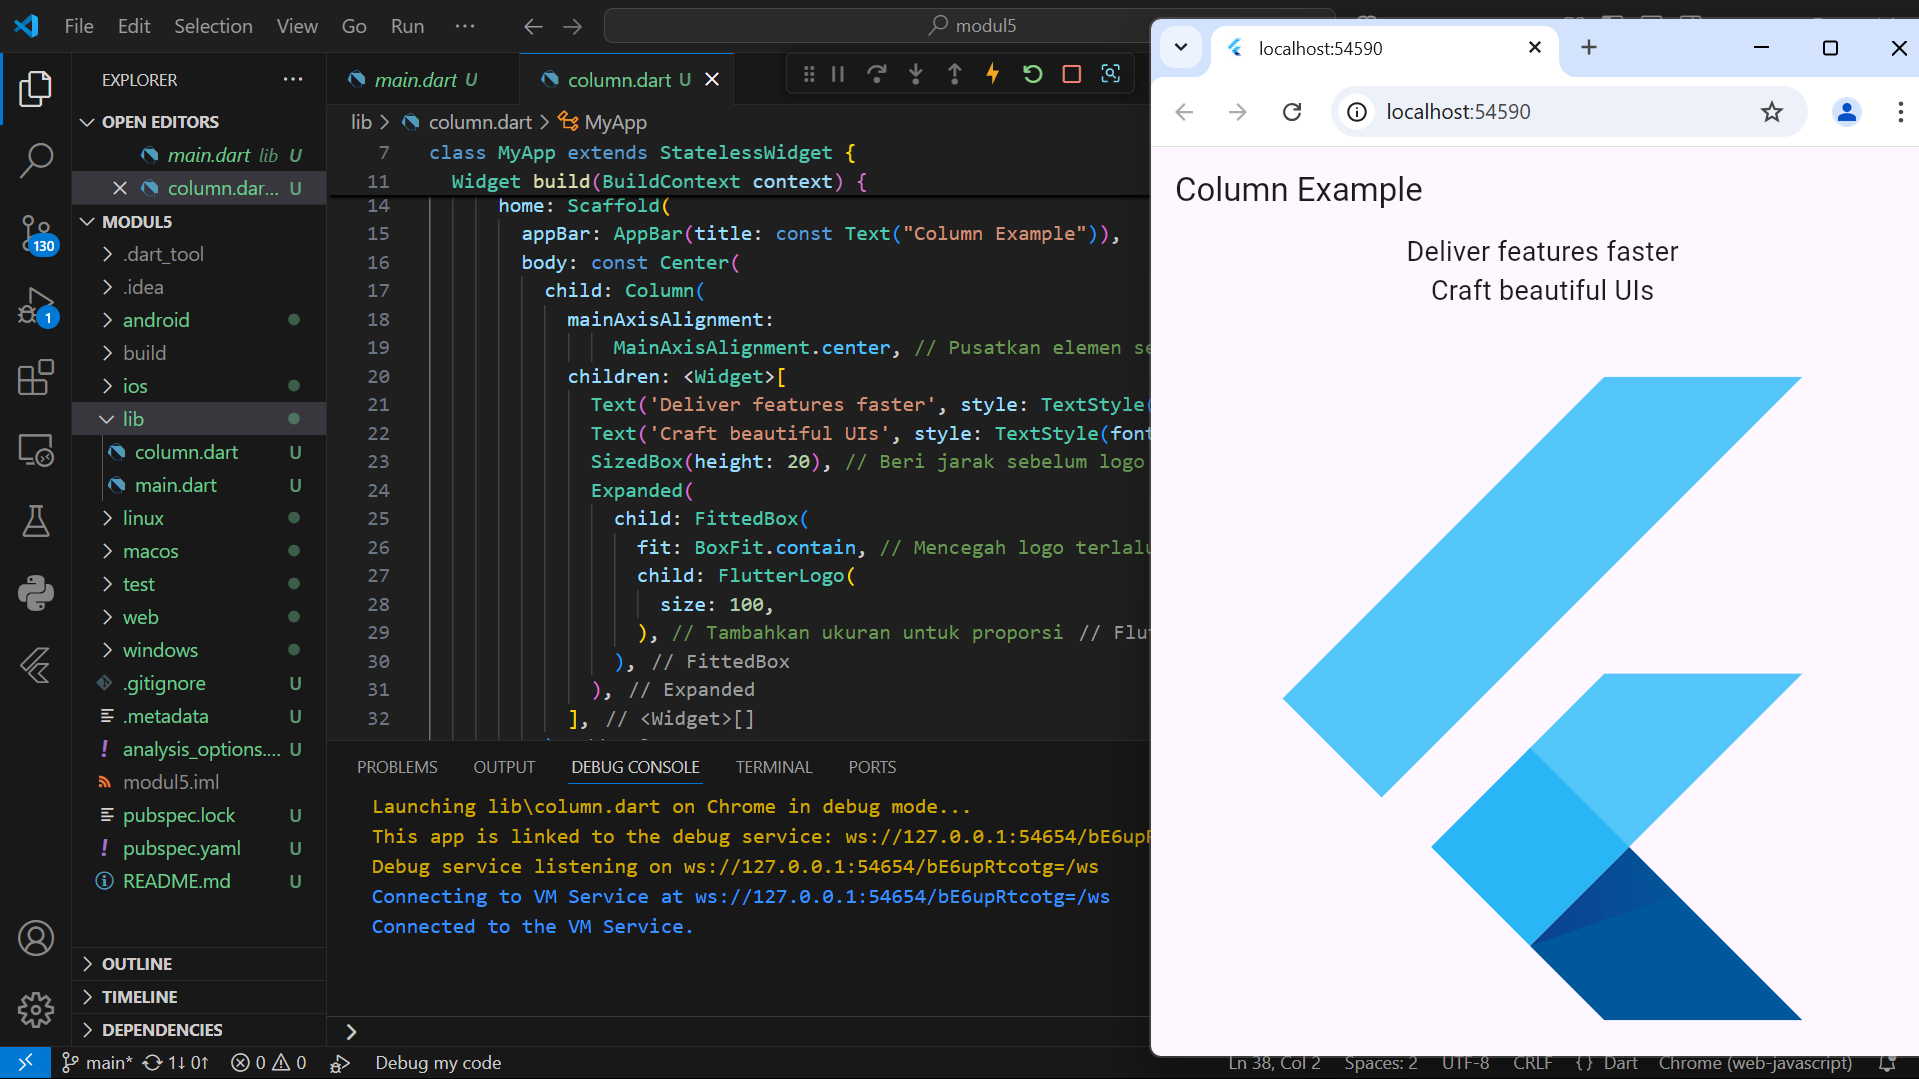 File Edit Selection View Go Run ···
modul5
EXPLORER
OPEN EDITORS
main.dart lib U
column.dar... U
MODUL5
.dart_tool
.idea
android
build
ios
lib
column.dart U
main.dart U
linux
macos
test
web
windows
.gitignore U
.metadata U
analysis_options.... U
modul5.iml
pubspec.lock U
pubspec.yaml U
README.md U
OUTLINE
TIMELINE
DEPENDENCIES
130
1
main.dart U
column.dart U
lib > column.dart > MyApp
7 class MyApp extends StatelessWidget {
11 Widget build(BuildContext context) {
14 home: Scaffold(
15 appBar: AppBar(title: const Text("Column Example")),
16 body: const Center(
17 child: Column(
18 mainAxisAlignment:
19 MainAxisAlignment.center, // Pusatkan elemen se
20 children: <Widget>[
21 Text('Deliver features faster', style: TextStyle(
22 Text('Craft beautiful UIs', style: TextStyle(font
23 SizedBox(height: 20), // Beri jarak sebelum logo
24 Expanded(
25 child: FittedBox(
26 fit: BoxFit.contain, // Mencegah logo terlalu
27 child: FlutterLogo(
28 size: 100,
29 ), // Tambahkan ukuran untuk proporsi // Flut
30 ), // FittedBox
31 ), // Expanded
32 ], // <Widget>[]
PROBLEMS OUTPUT DEBUG CONSOLE TERMINAL PORTS
Launching lib\column.dart on Chrome in debug mode...
This app is linked to the debug service: ws://127.0.0.1:54654/bE6upR
Debug service listening on ws://127.0.0.1:54654/bE6upRtcotg=/ws
Connecting to VM Service at ws://127.0.0.1:54654/bE6upRtcotg=/ws
Connected to the VM Service.
>
localhost:54590
localhost:54590
Column Example
Deliver features faster
Craft beautiful UIs
main* 1↓ 0↑ 0 0 Debug my code
Ln 38, Col 2 Spaces: 2 UTF-8 CRLF {} Dart Chrome (web-javascript)